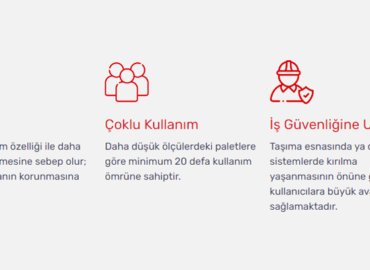 m özelliği ile daha
mesine sebep olur;
anın korunmasına
Çoklu Kullanım
Daha düşük ölçülerdeki paletlere
göre minimum 20 defa kullanım
ömrüne sahiptir.
İş Güvenliğine U
Taşıma esnasında ya d
sistemlerde kırılma
yaşanmasının önüne g
kullanıcılara büyük ava
sağlamaktadır.